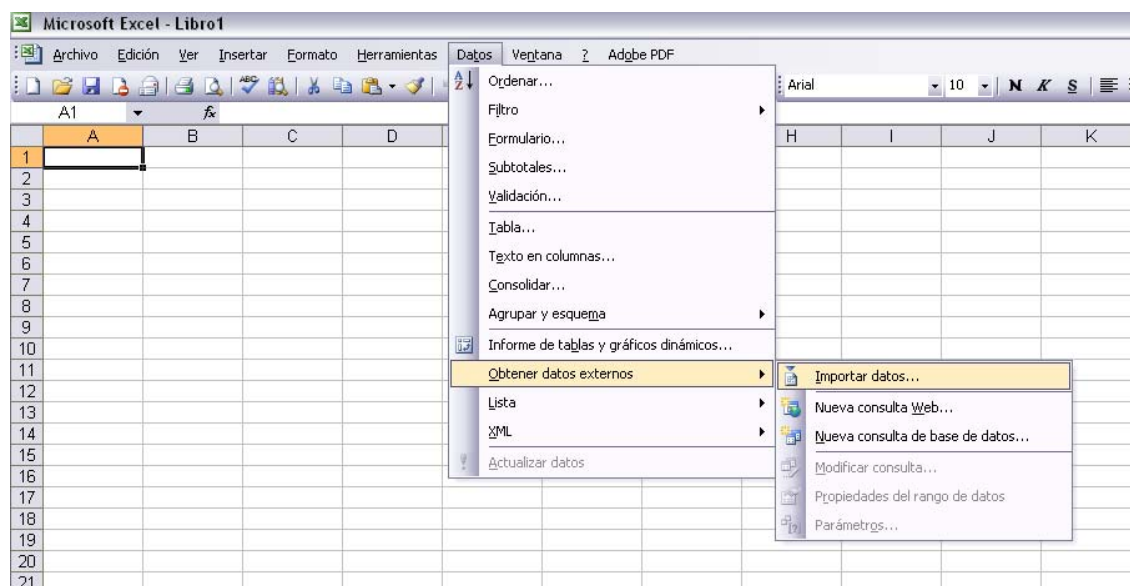 Microsoft Excel - Libro1
Archivo Edición Ver Insertar Formato Herramientas Datos Ventana ? Adobe PDF
Arial 10 N K S
A1 fx
A B C D H I J K
1
2
3
4
5
6
7
8
9
10
11
12
13
14
15
16
17
18
19
20
21
Ordenar...
Filtro
Formulario...
Subtotales...
Validación...
Tabla...
Texto en columnas...
Consolidar...
Agrupar y esquema
Informe de tablas y gráficos dinámicos...
Obtener datos externos
Lista
XML
Actualizar datos
Importar datos...
Nueva consulta Web...
Nueva consulta de base de datos...
Modificar consulta...
Propiedades del rango de datos
Parámetros...